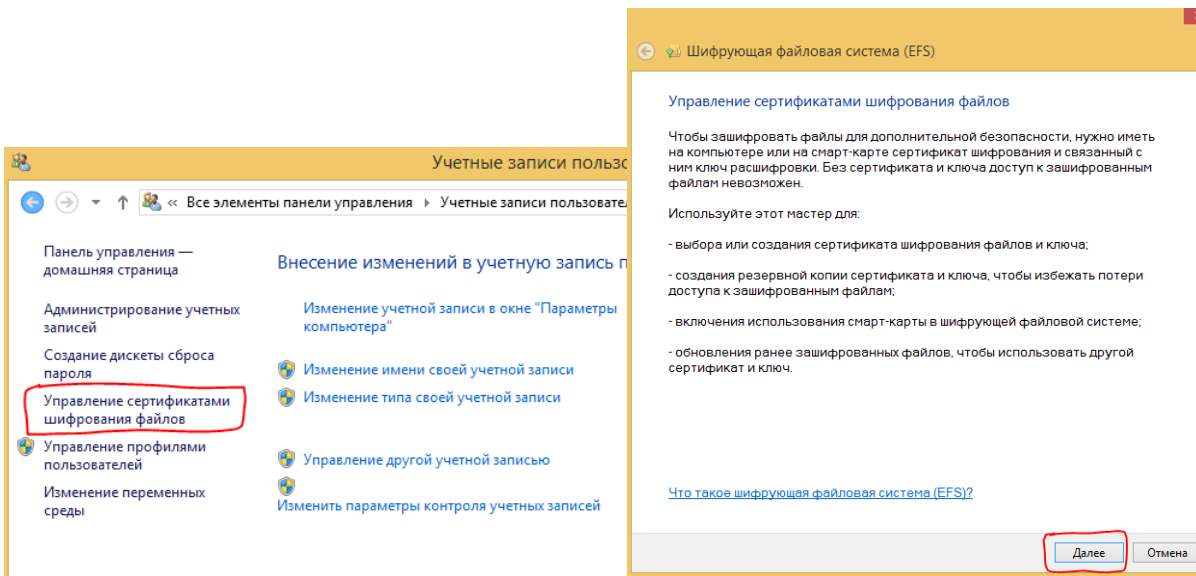 Учетные записи польз
Все элементы панели управления
Учетные записи пользовател
Панель управления —
домашняя страница
Администрирование учетных
записей
Создание дискеты сброса
пароля
Управление сертификатами
шифрования файлов
Управление профилями
пользователей
Изменение переменных
среды
Внесение изменений в учетную запись п
Изменение учетной записи в окне "Параметры
компьютера"
Изменение имени своей учетной записи
Изменение типа своей учетной записи
Управление другой учетной записью
Изменить параметры контроля учетных записей
Шифрующая файловая система (EFS)
Управление сертификатами шифрования файлов
Чтобы зашифровать файлы для дополнительной безопасности, нужно иметь
на компьютере или на смарт-карте сертификат шифрования и связанный с
ним ключ расшифровки. Без сертификата и ключа доступ к зашифрованным
файлам невозможен.
Используйте этот мастер для:
- выбора или создания сертификата шифрования файлов и ключа;
- создания резервной копии сертификата и ключа, чтобы избежать потери
доступа к зашифрованным файлам;
- включения использования смарт-карты в шифрующей файловой системе;
- обновления ранее зашифрованных файлов, чтобы использовать другой
сертификат и ключ.
Что такое шифрующая файловая система (EFS)?
Далее
Отмена